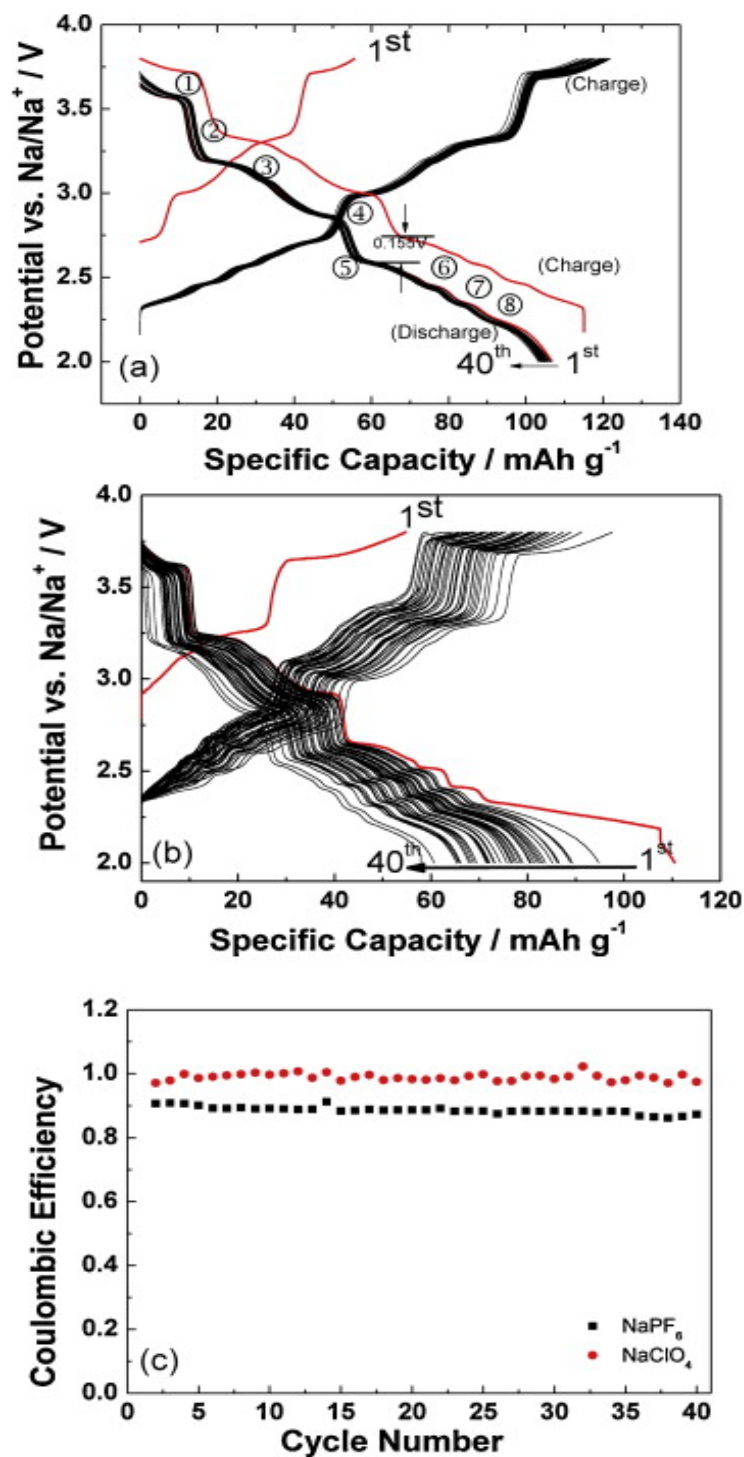 1st
4.0
3.5
3.0
2.5
2.0
Potential vs. Na/Na+ / V
①
②
③
④
⑤
⑥
⑦
⑧
(Charge)
0.155V
(Charge)
(Discharge)
40th 1st
(a)
0 20 40 60 80 100 120 140
Specific Capacity / mAh g-1
1st
4.0
3.5
3.0
2.5
2.0
Potential vs. Na/Na+ / V
40th 1st
(b)
0 20 40 60 80 100 120
Specific Capacity / mAh g-1
1.2
1.0
0.8
0.6
0.4
0.2
0.0
Coulombic Efficiency
NaPF6
NaClO4
(c)
0 5 10 15 20 25 30 35 40
Cycle Number